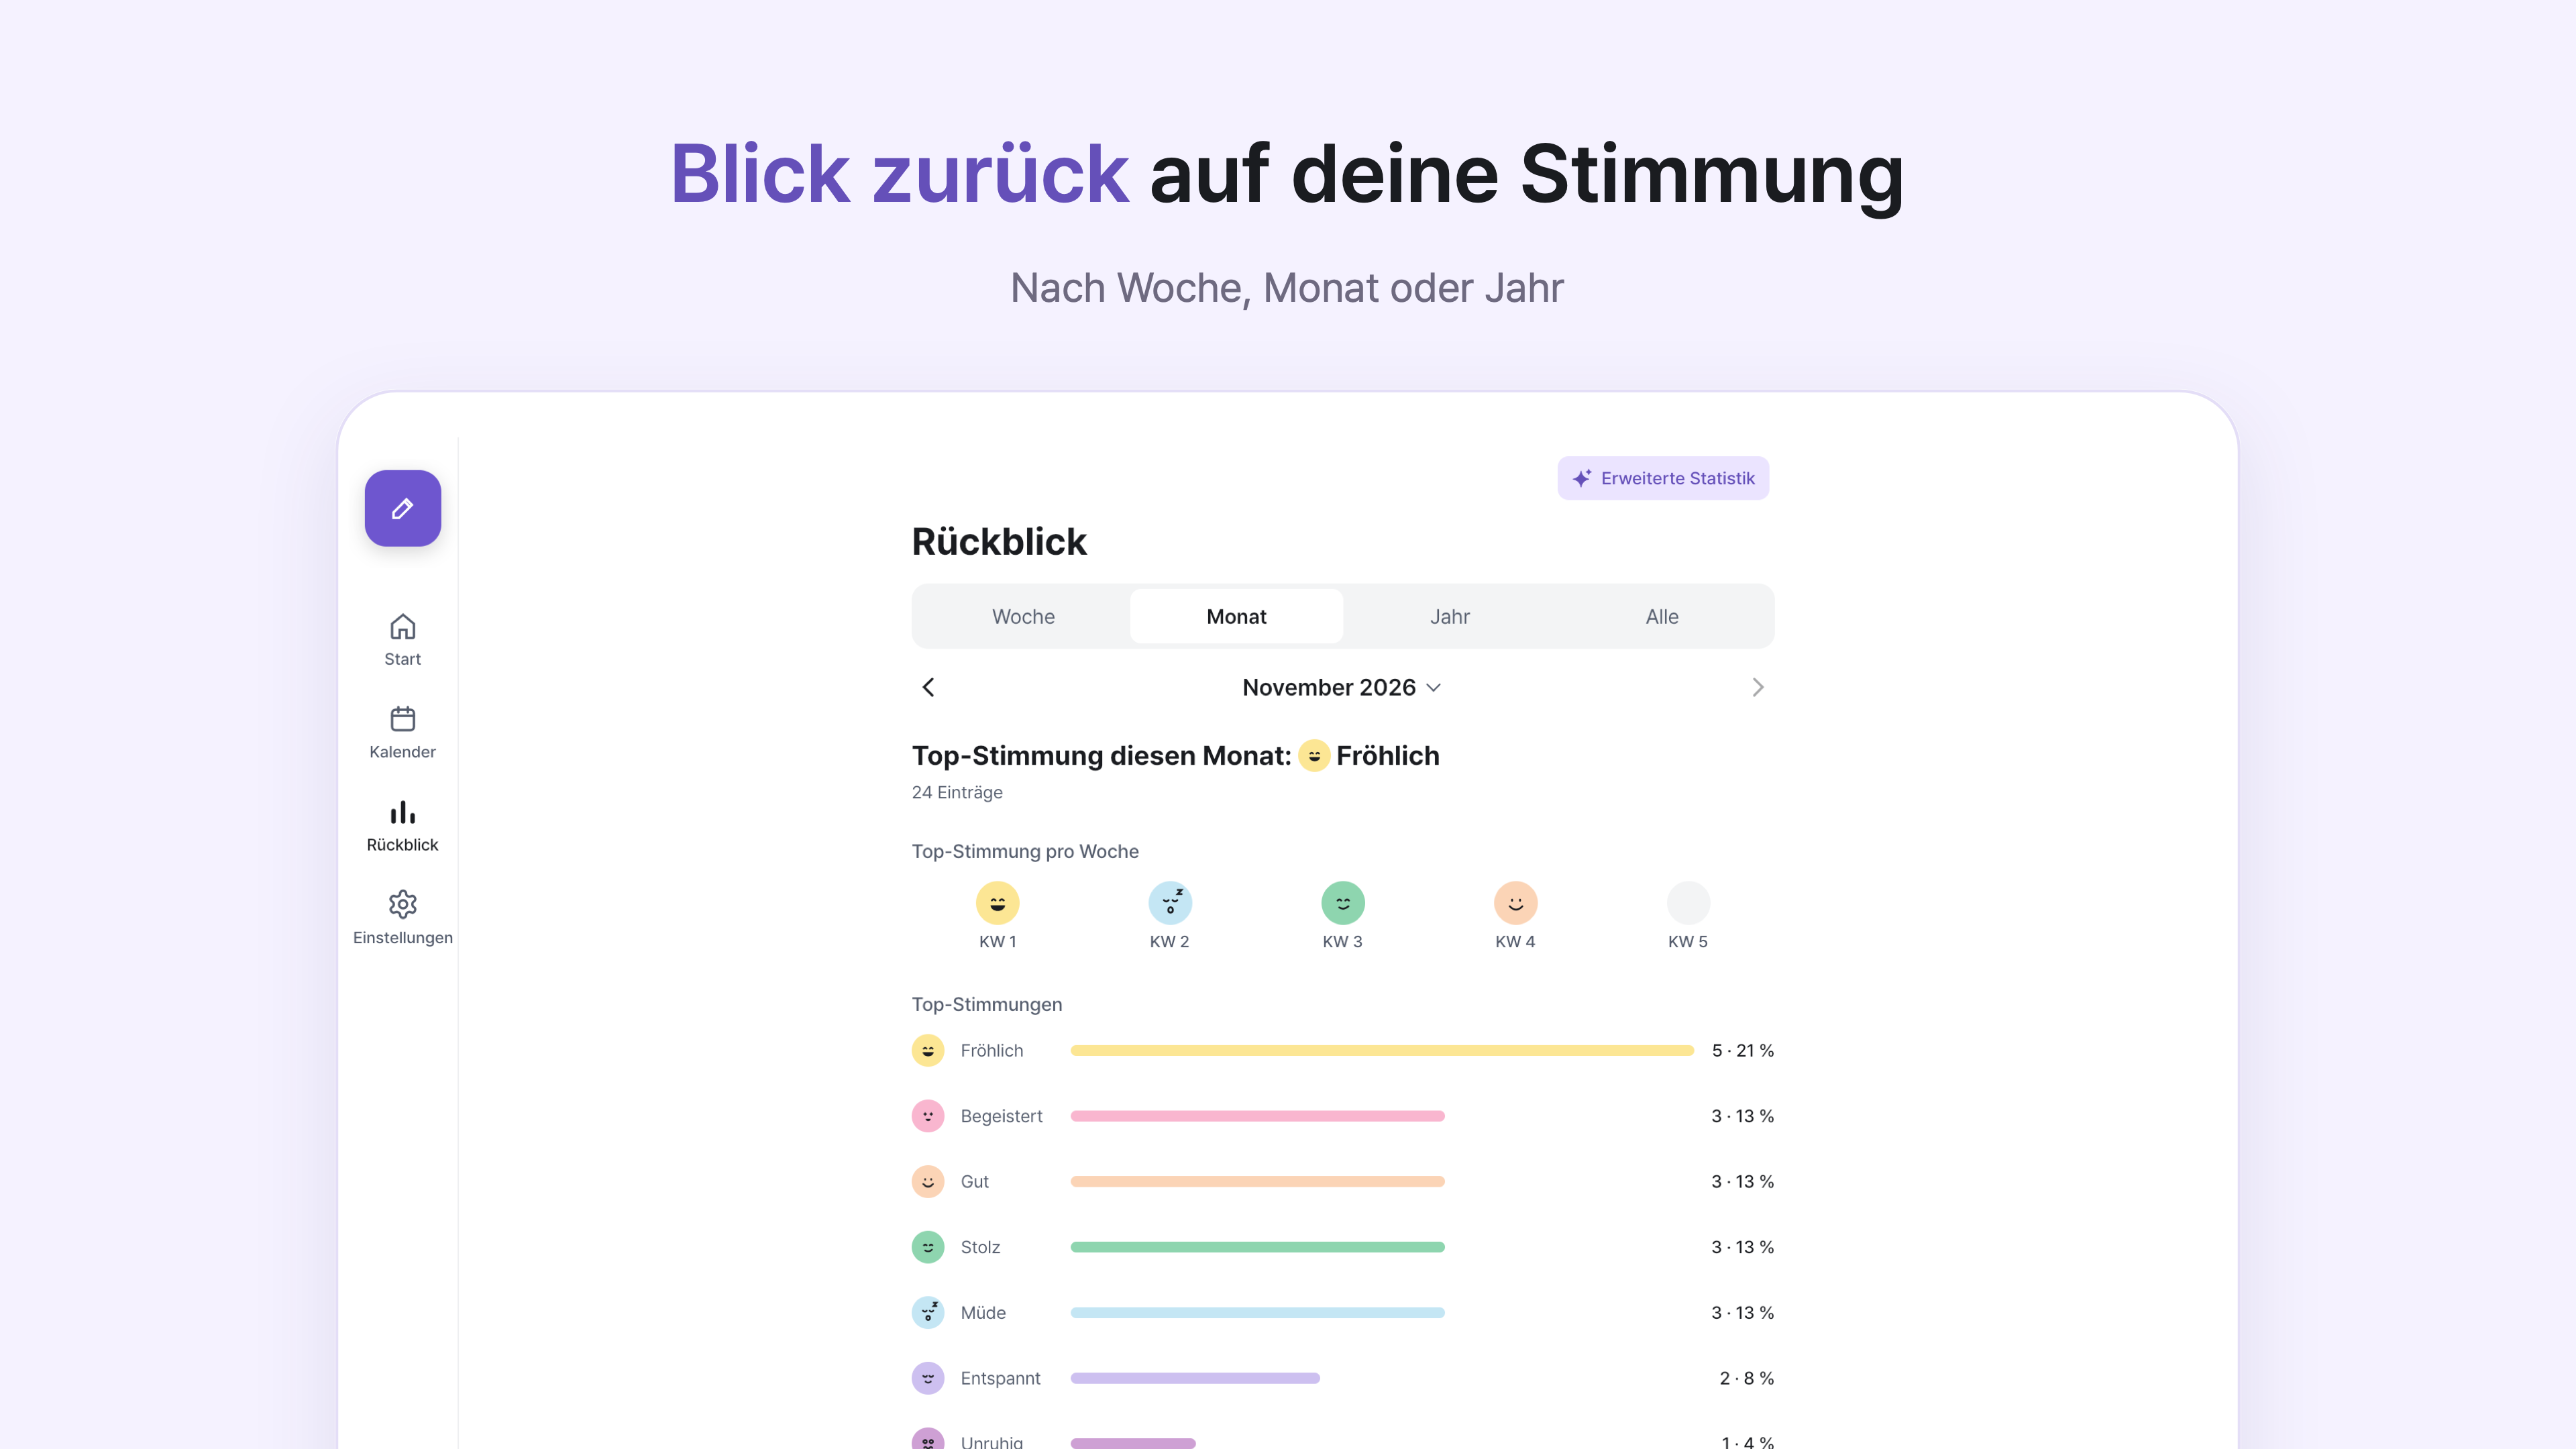 Blick zurück auf deine Stimmung
Nach Woche, Monat oder Jahr
Erweiterte Statistik
Rückblick
Woche Monat Jahr Alle
November 2026
Top-Stimmung diesen Monat: Fröhlich
24 Einträge
Top-Stimmung pro Woche
KW 1 KW 2 KW 3 KW 4 KW 5
Top-Stimmungen
Fröhlich 5 · 21 %
Begeistert 3 · 13 %
Gut 3 · 13 %
Stolz 3 · 13 %
Müde 3 · 13 %
Entspannt 2 · 8 %
Unruhig 1 · 4 %
Start
Kalender
Rückblick
Einstellungen